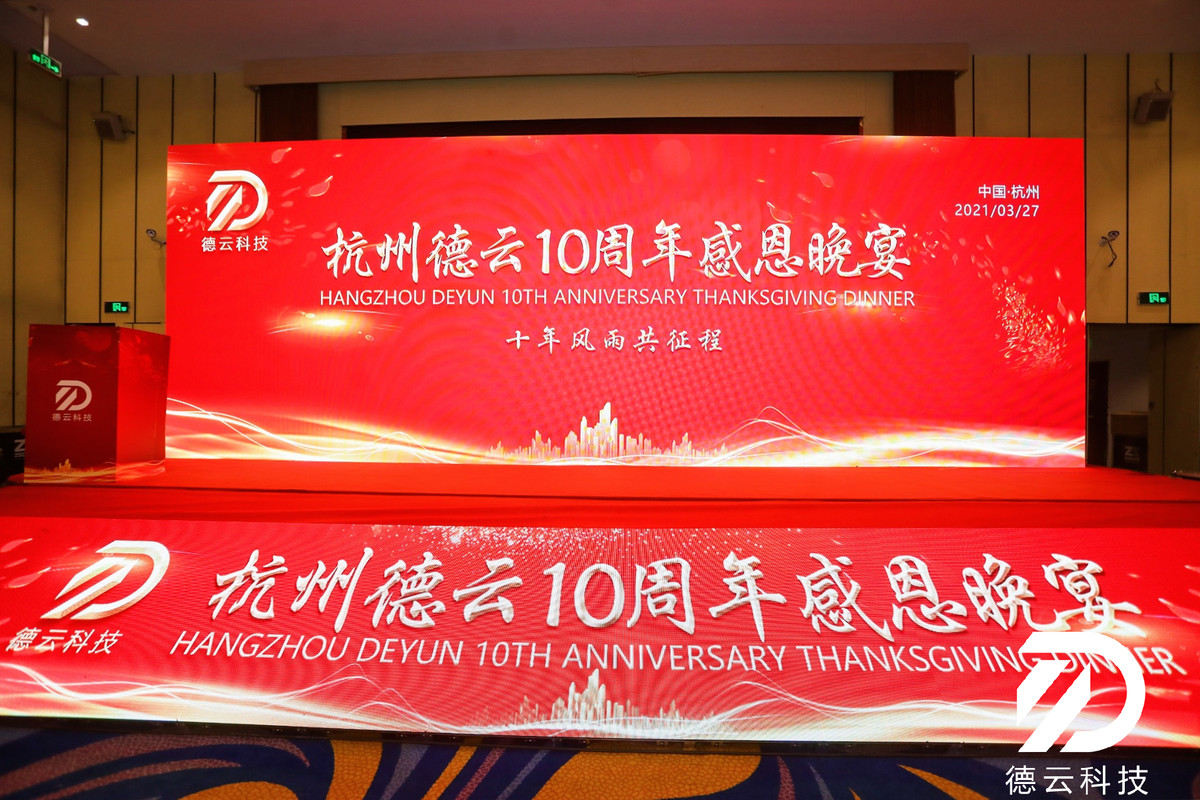 德云科技
中国·杭州
2021/03/27
杭州德云10周年感恩晚宴
HANGZHOU DEYUN 10TH ANNIVERSARY THANKSGIVING DINNER
十年风雨共征程
德云科技
杭州德云10周年感恩晚宴
德云科技
HANGZHOU DEYUN 10TH ANNIVERSARY THANKSGIVING DINNER
德云科技